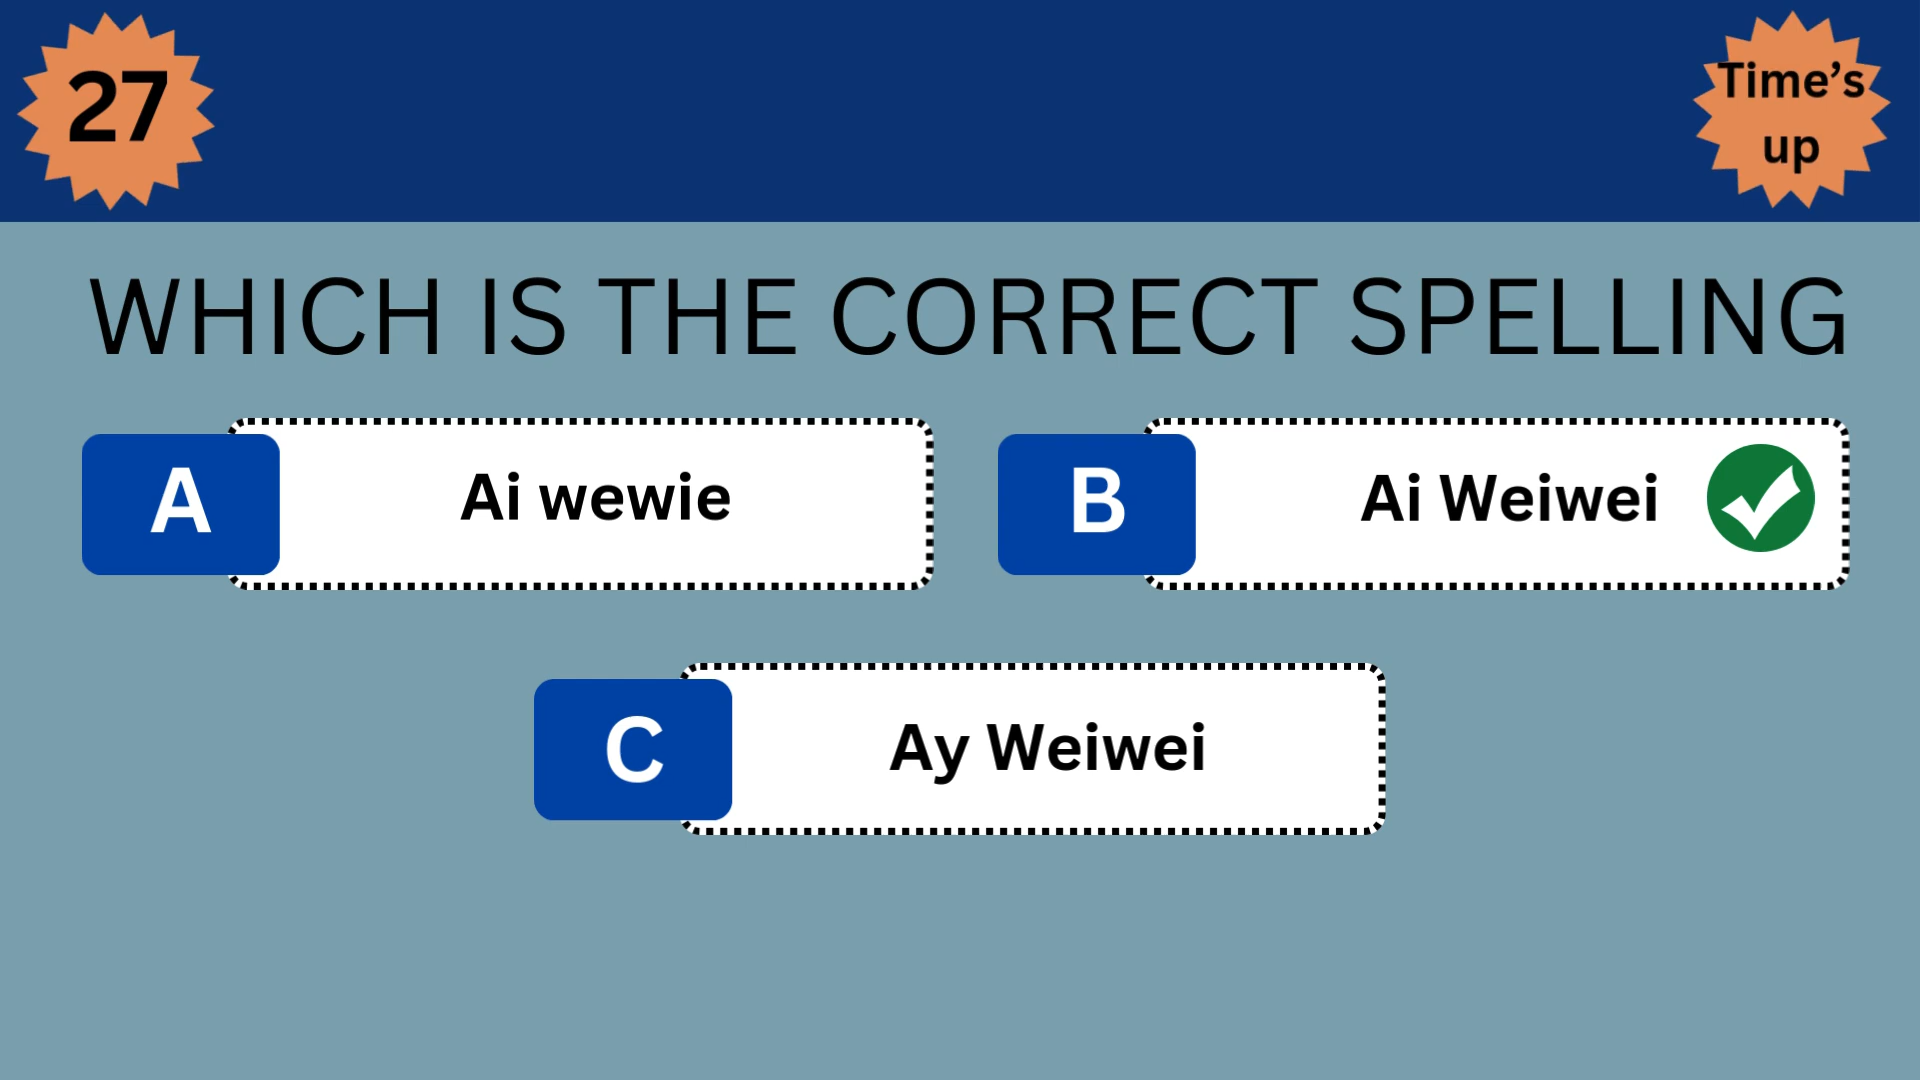 27
Time’s
up
WHICH IS THE CORRECT SPELLING
A
Ai wewie
B
Ai Weiwei
C
Ay Weiwei